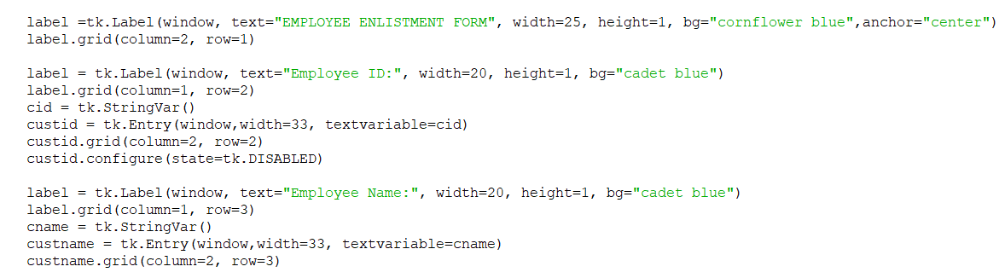 label =tk.Label(window, text="EMPLOYEE ENLISTMENT FORM", width=25, height=1, bg="cornflower blue",anchor="center")
label.grid(column=2, row=1)
label = tk.Label(window, text="Employee ID:", width=20, height=1, bg="cadet blue")
label.grid(column=1, row=2)
cid = tk.StringVar()
custid = tk.Entry(window,width=33, textvariable=cid)
custid.grid(column=2, row=2)
custid.configure(state=tk.DISABLED)
label = tk.Label(window, text="Employee Name:", width=20, height=1, bg="cadet blue")
label.grid(column=1, row=3)
cname = tk.StringVar()
custname = tk.Entry(window,width=33, textvariable=cname)
custname.grid(column=2, row=3)